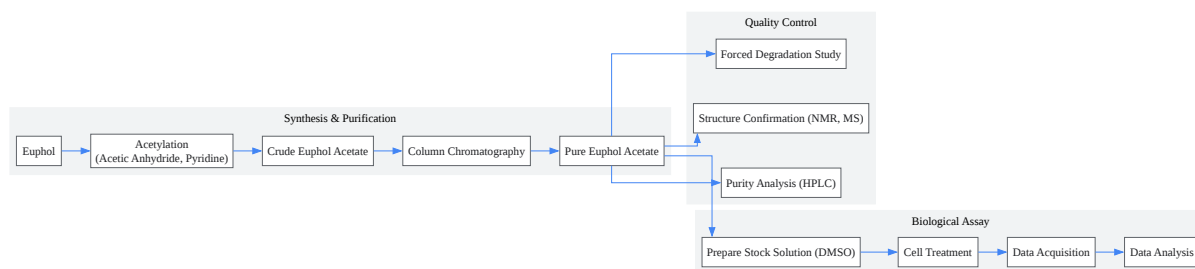 Quality Control
Forced Degradation Study
Synthesis & Purification
Structure Confirmation (NMR, MS)
Euphol
Acetylation
(Acetic Anhydride, Pyridine)
Crude Euphol Acetate
Column Chromatography
Pure Euphol Acetate
Purity Analysis (HPLC)
Biological Assay
Prepare Stock Solution (DMSO)
Cell Treatment
Data Acquisition
Data Analysis